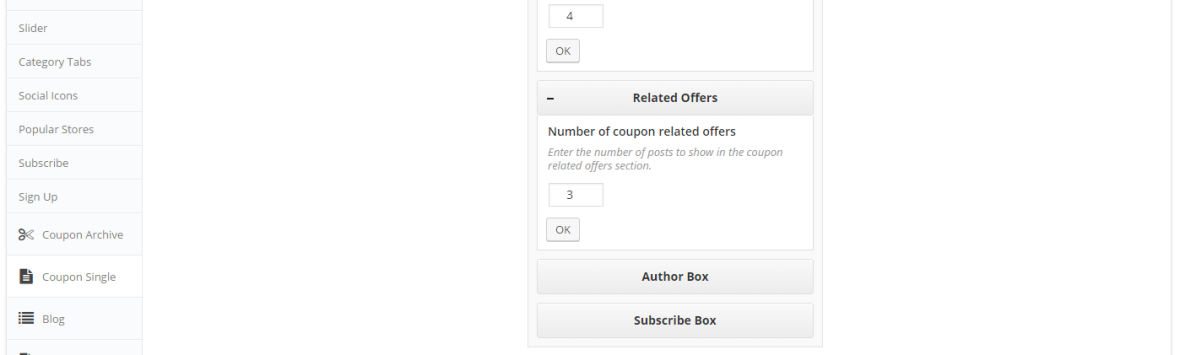 Slider
Category Tabs
Social Icons
Popular Stores
Subscribe
Sign Up
Coupon Archive
Coupon Single
Blog
4
OK
Related Offers
Number of coupon related offers
Enter the number of posts to show in the coupon
related offers section.
3
OK
Author Box
Subscribe Box